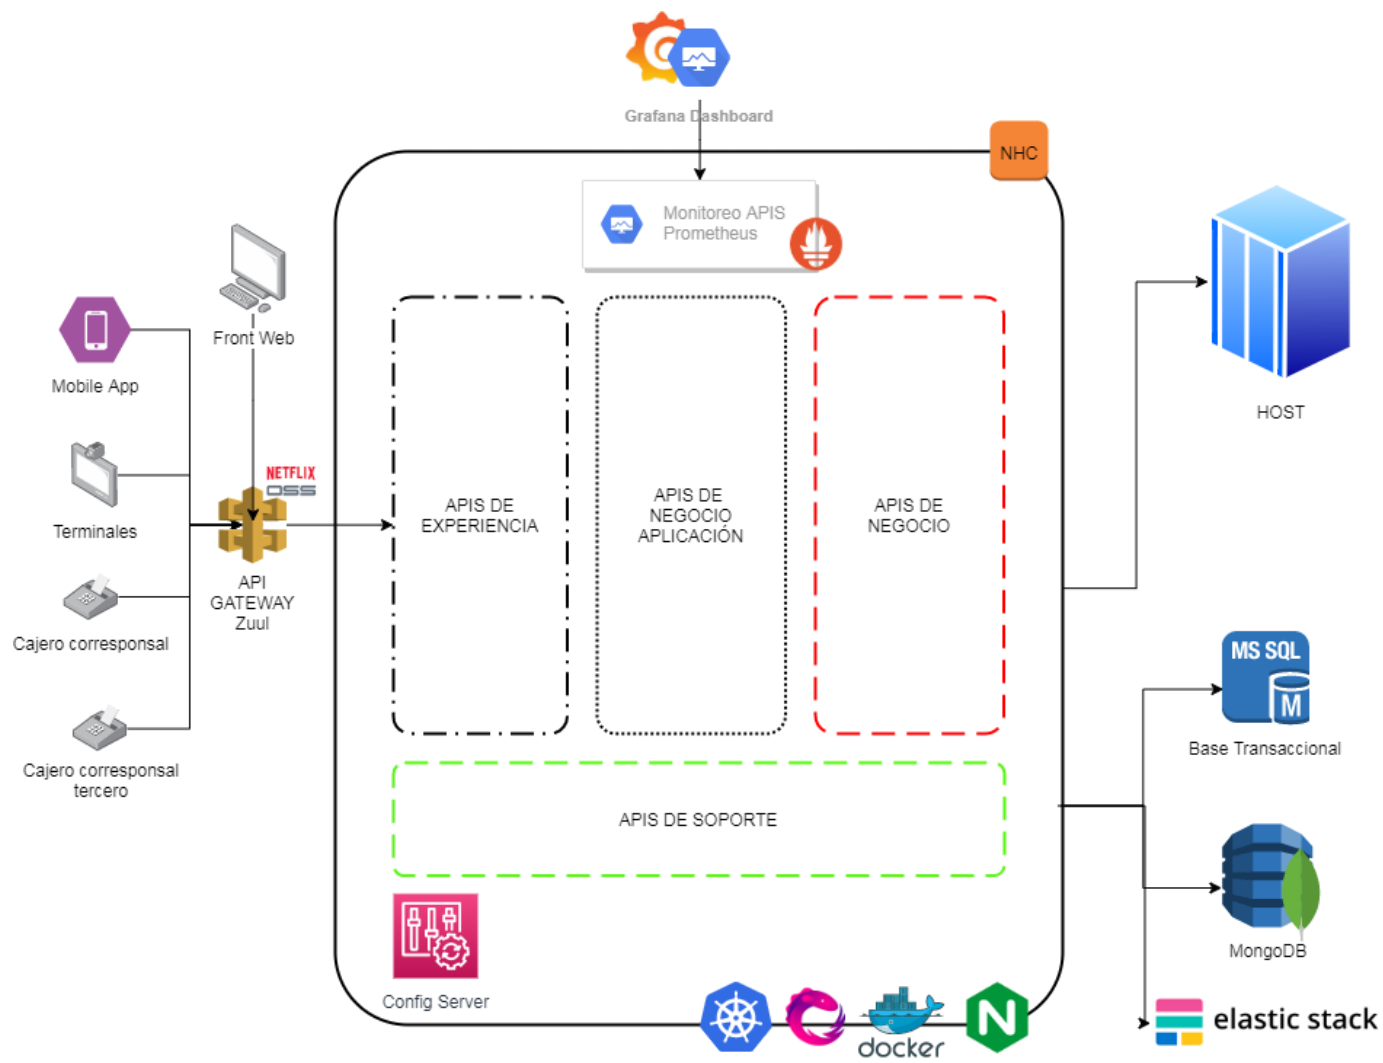 Grafana Dashboard
NHC
Monitoreo APIS
Prometheus
Front Web
Mobile App
HOST
NETFLIX
OSS
Terminales
APIS DE
EXPERIENCIA
APIS DE
NEGOCIO
APLICACIÓN
APIS DE
NEGOCIO
API
GATEWAY
Zuul
Cajero corresponsal
MS SQL
M
Base Transaccional
Cajero corresponsal
tercero
APIS DE SOPORTE
MongoDB
Config Server
N
docker
elastic stack